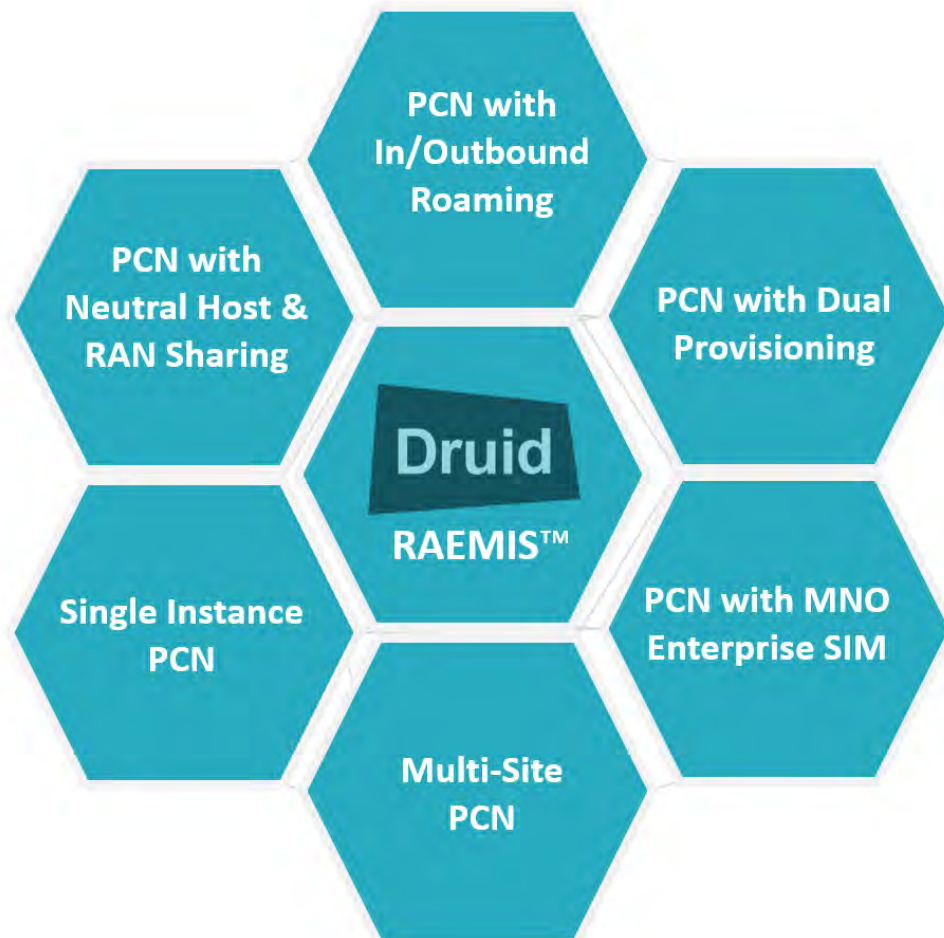 PCN with
In/Outbound
Roaming
PCN with
Neutral Host &
RAN Sharing
PCN with Dual
Provisioning
Druid
RAEMIS™
Single Instance
PCN
PCN with MNO
Enterprise SIM
Multi-Site
PCN